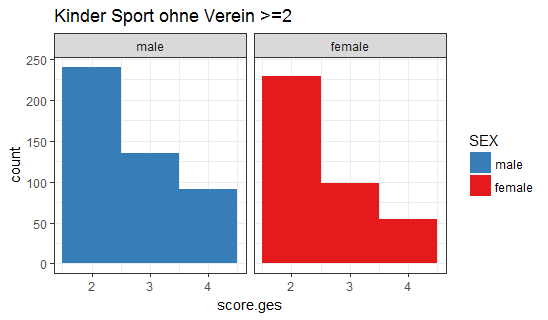 Kinder Sport ohne Verein >=2
male female
250
200
150
100
50
0
count
2 3 4 2 3 4
score.ges
SEX
male
female